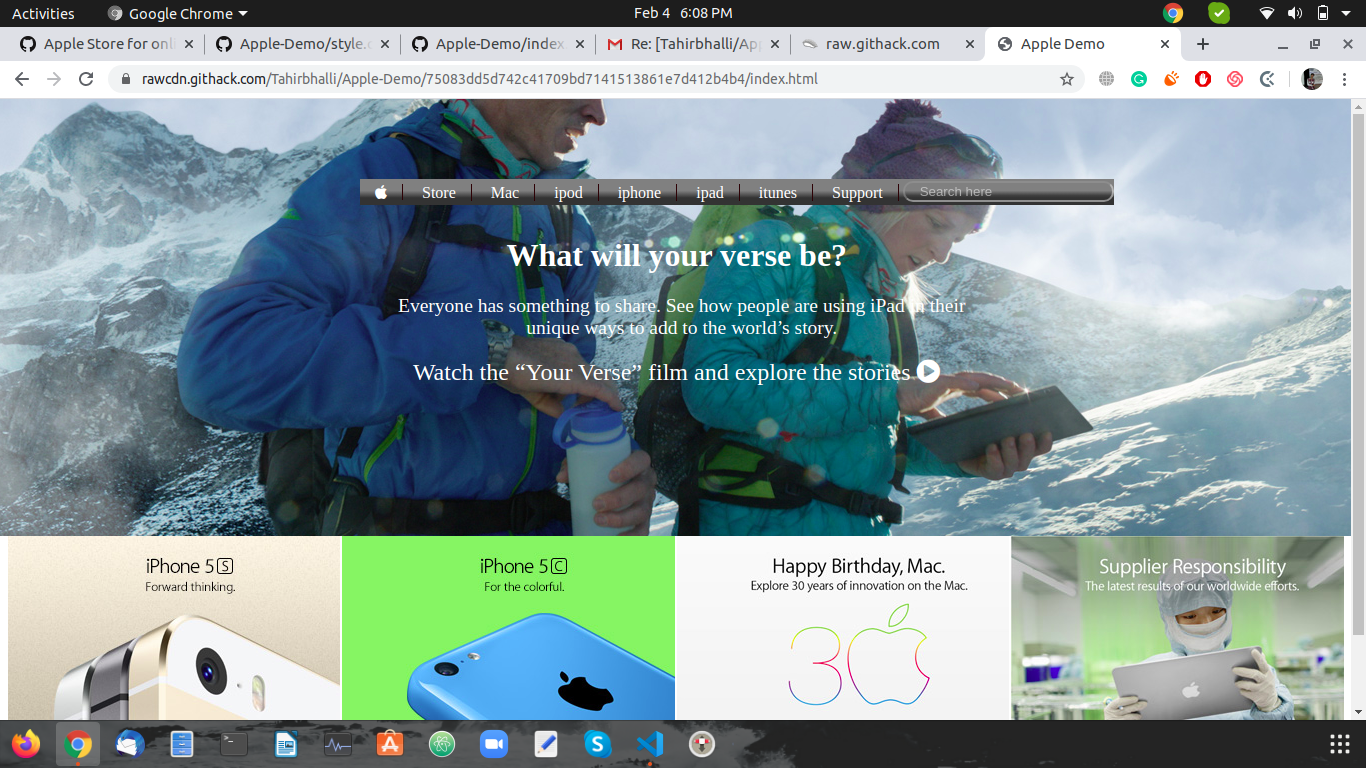 Activities
Google Chrome
Feb 4 6:08 PM
Apple Store for onl
Apple-Demo/style.c
Apple-Demo/index
Re: [Tahirbhalli/App
raw.githack.com
Apple Demo
rawcdn.githack.com/Tahirbhalli/Apple-Demo/75083dd5d742c41709bd7141513861e7d412b4b4/index.html
Store
Mac
ipod
iphone
ipad
itunes
Support
Search here
What will your verse be?
Everyone has something to share. See how people are using iPad in their
unique ways to add to the world’s story.
Watch the “Your Verse” film and explore the stories
iPhone 5S
Forward thinking.
iPhone 5C
For the colorful.
Happy Birthday, Mac.
Explore 30 years of innovation on the Mac.
30
Supplier Responsibility
The latest results of our worldwide efforts.